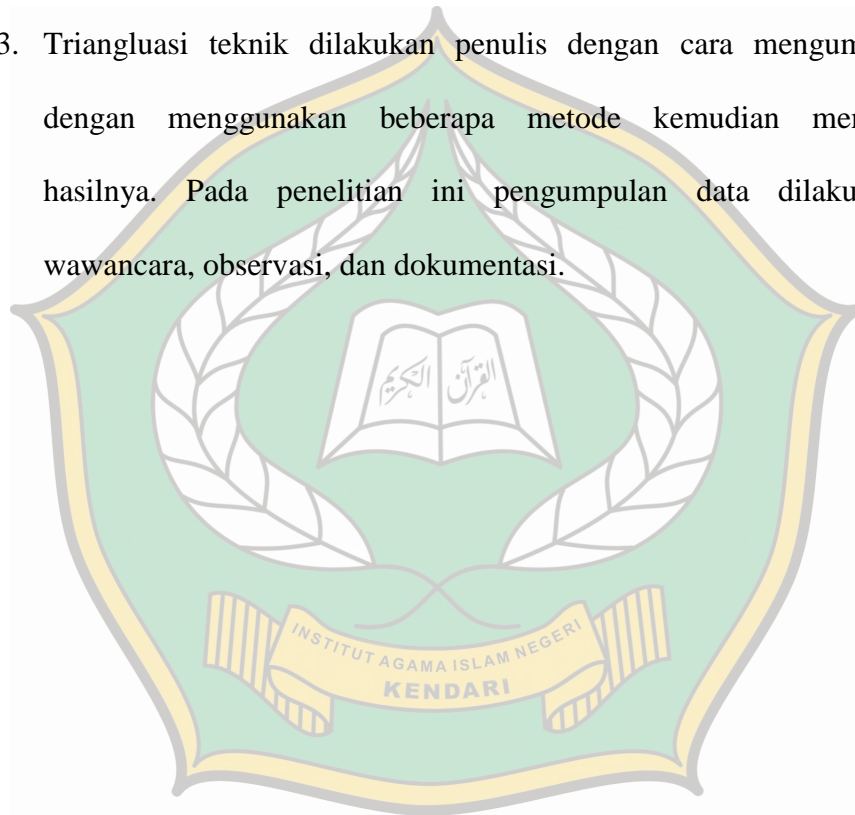 3. Triangluasi teknik dilakukan penulis dengan cara mengum
dengan menggunakan beberapa metode kemudian mer
hasilnya. Pada penelitian ini pengumpulan data dilaku
wawancara, observasi, dan dokumentasi.
القرآن الكريم
INSTITUT AGAMA ISLAM NEGERI
KENDARI